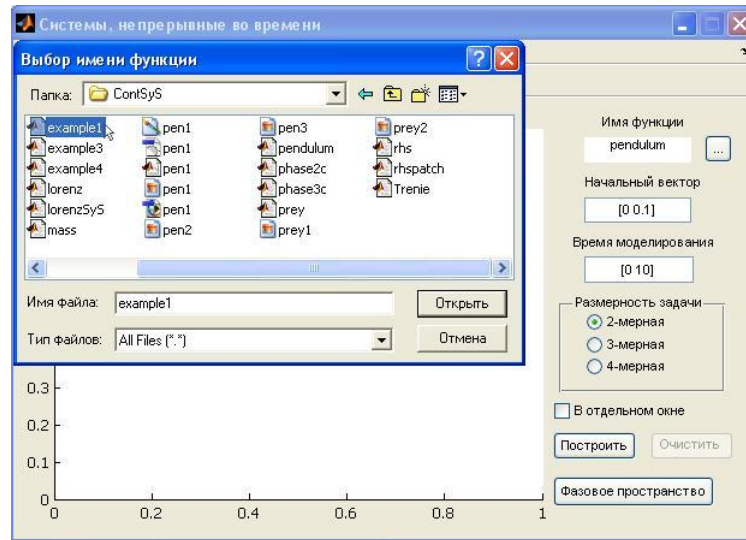 Системы, непрерывные во времени
Выбор имени функции
Папка: ContSyS
example1 pen1 pen3 prey2
example3 pen1 pendulum rhs
example4 pen1 phase2c rhspatch
lorenz pen1 phase3c Trenie
lorenzSyS pen1 prey
mass pen2 prey1
Имя файла: example1 Открыть
Тип файлов: All Files (*.*) Отмена
Имя функции
pendulum ...
Начальный вектор
[0 0.1]
Время моделирования
[0 10]
Размерность задачи
2-мерная
3-мерная
4-мерная
В отдельном окне
Построить Очистить
Фазовое пространство
0.3
0.2
0.1
0
0 0.2 0.4 0.6 0.8 1